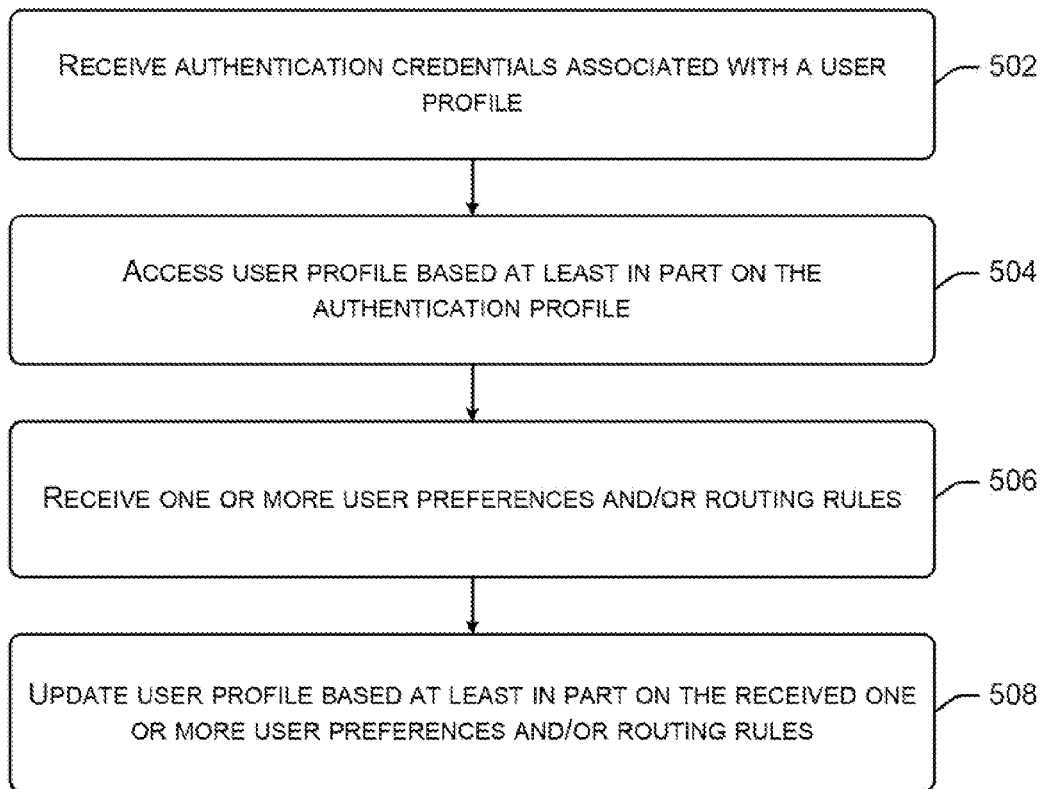 RECEIVE AUTHENTICATION CREDENTIALS ASSOCIATED WITH A USER
PROFILE
502
ACCESS USER PROFILE BASED AT LEAST IN PART ON THE
AUTHENTICATION PROFILE
504
RECEIVE ONE OR MORE USER PREFERENCES AND/OR ROUTING RULES
506
UPDATE USER PROFILE BASED AT LEAST IN PART ON THE RECEIVED ONE
OR MORE USER PREFERENCES AND/OR ROUTING RULES
508